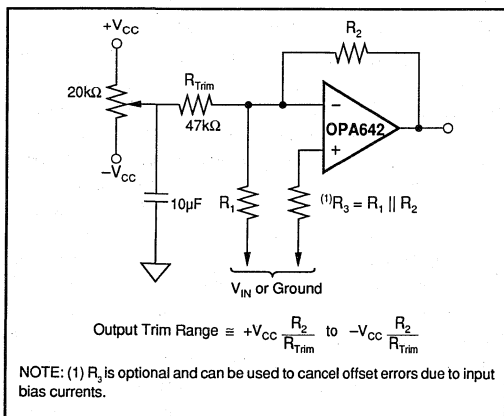 +VCC
20kΩ
−VCC
RTrim
47kΩ
10µF
R1
R2
−
+
OPA642
(1)R3 = R1 || R2
VIN or Ground
Output Trim Range ≅ +VCC R2/RTrim to −VCC R2/RTrim
NOTE: (1) R3 is optional and can be used to cancel offset errors due to input
bias currents.